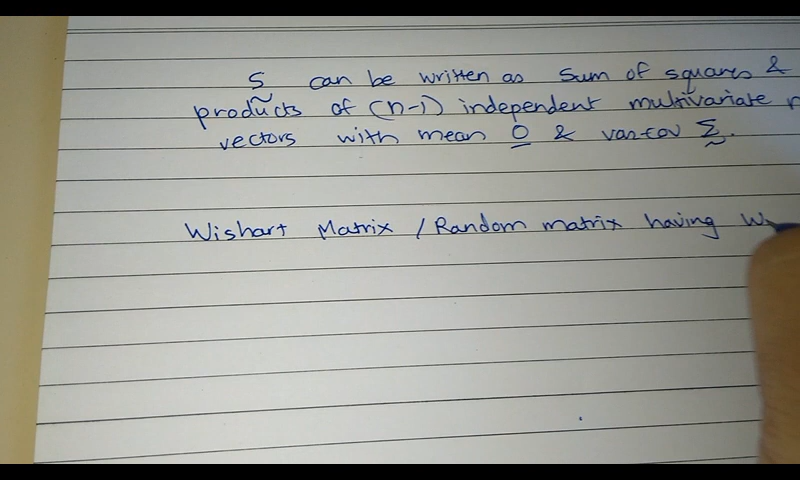 S can be written as sum of squares &
products of (n-1) independent multivariate
vectors with mean 0 & var-cov Σ.
Wishart Matrix / Random matrix having